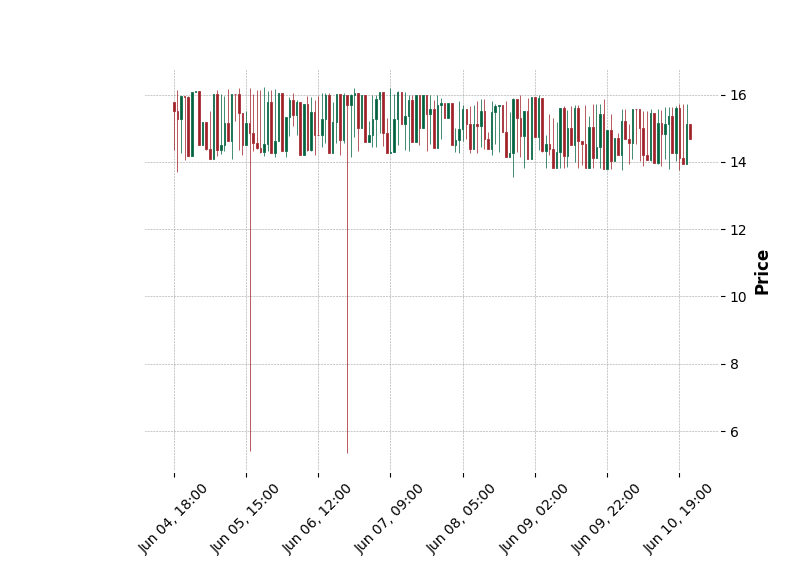 16
14
12
10
8
6
Price
Jun 04, 18:00
Jun 05, 15:00
Jun 06, 12:00
Jun 07, 09:00
Jun 08, 05:00
Jun 09, 02:00
Jun 09, 22:00
Jun 10, 19:00